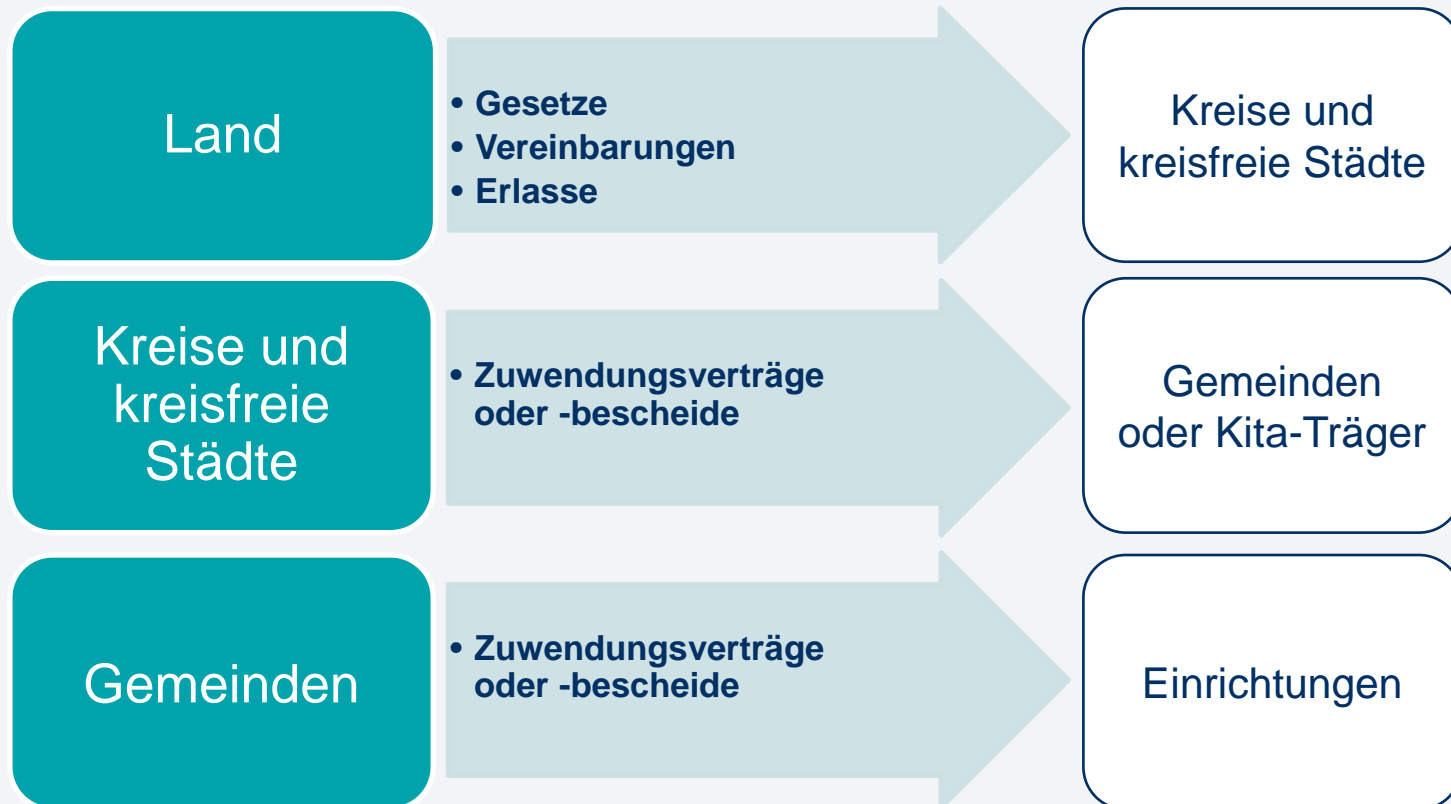 Land
• Gesetze
• Vereinbarungen
• Erlasse
Kreise und
kreisfreie Städte
Kreise und
kreisfreie
Städte
• Zuwendungsverträge
oder -bescheide
Gemeinden
oder Kita-Träger
Gemeinden
• Zuwendungsverträge
oder -bescheide
Einrichtungen